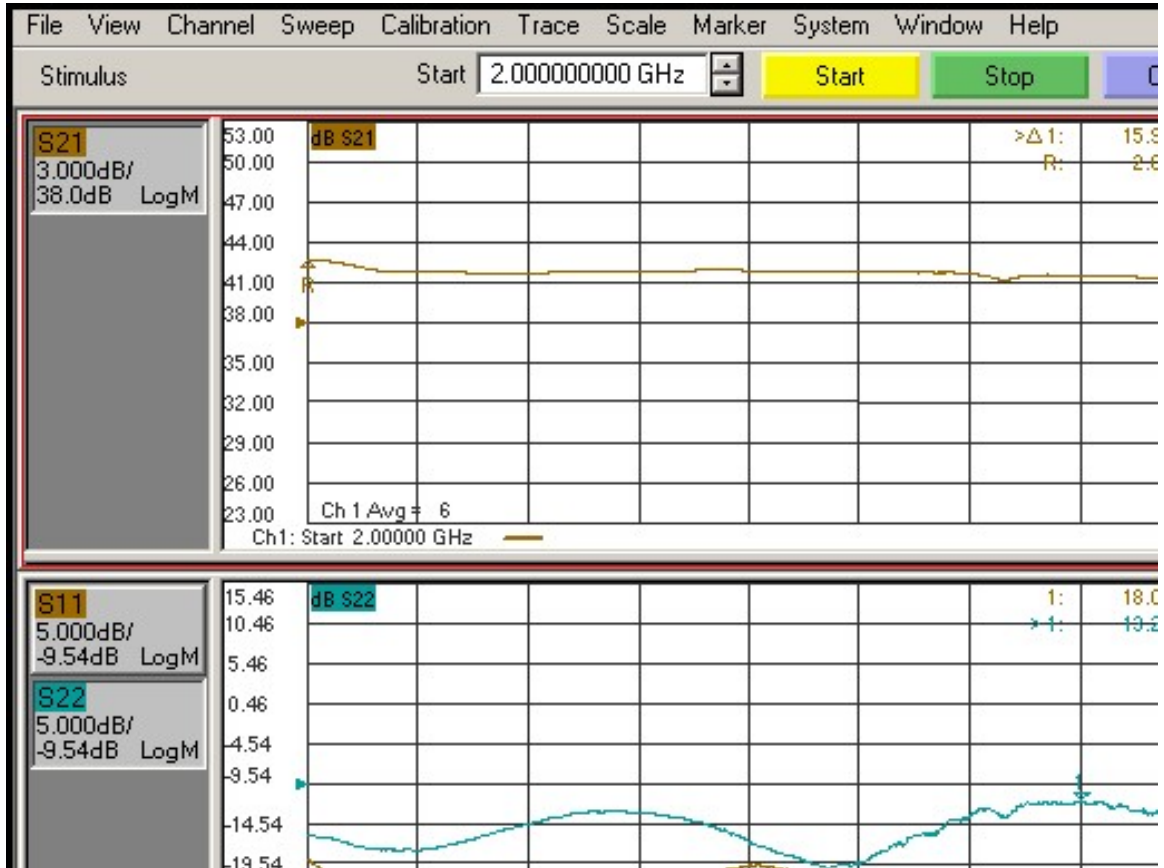 File View Channel Sweep Calibration Trace Scale Marker System Window Help
Stimulus Start 2.000000000 GHz Start Stop
S21
3.000dB/
38.0dB LogM
53.00
50.00
47.00
44.00
41.00
38.00
35.00
32.00
29.00
26.00
23.00
dB S21
>Δ 1:
R:
R
Ch 1 Avg = 6
Ch1: Start 2.00000 GHz
S11
5.000dB/
-9.54dB LogM
S22
5.000dB/
-9.54dB LogM
15.46
10.46
5.46
0.46
-4.54
-9.54
-14.54
-19.54
dB S22
1:
> 1:
1